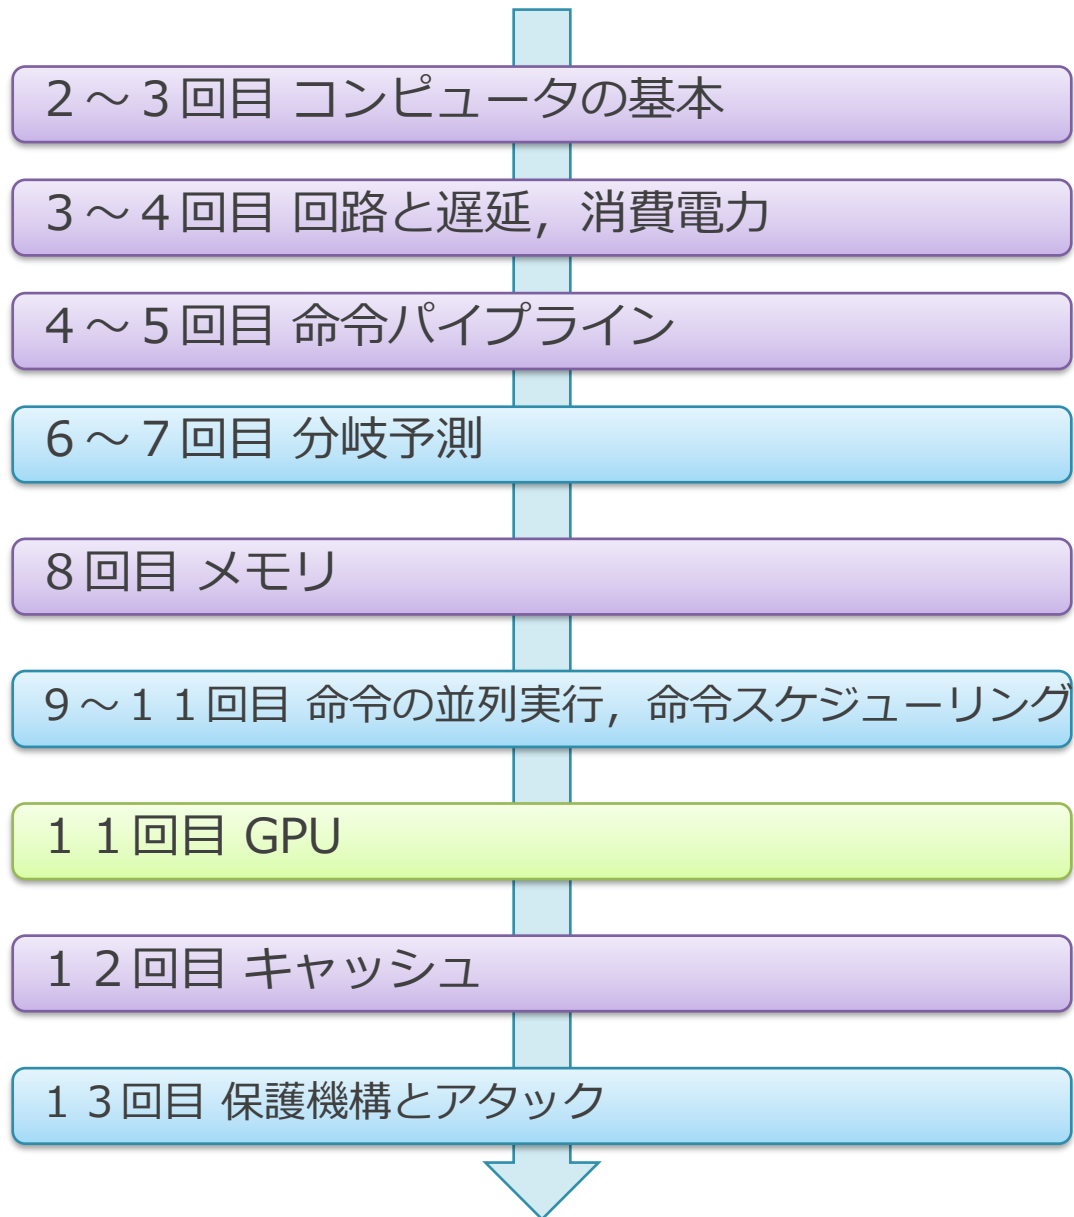 ２～３回目 コンピュータの基本
３～４回目 回路と遅延，消費電力
４～５回目 命令パイプライン
６～７回目 分岐予測
８回目 メモリ
９～１１回目 命令の並列実行，命令スケジューリング
１１回目 GPU
１２回目 キャッシュ
１３回目 保護機構とアタック